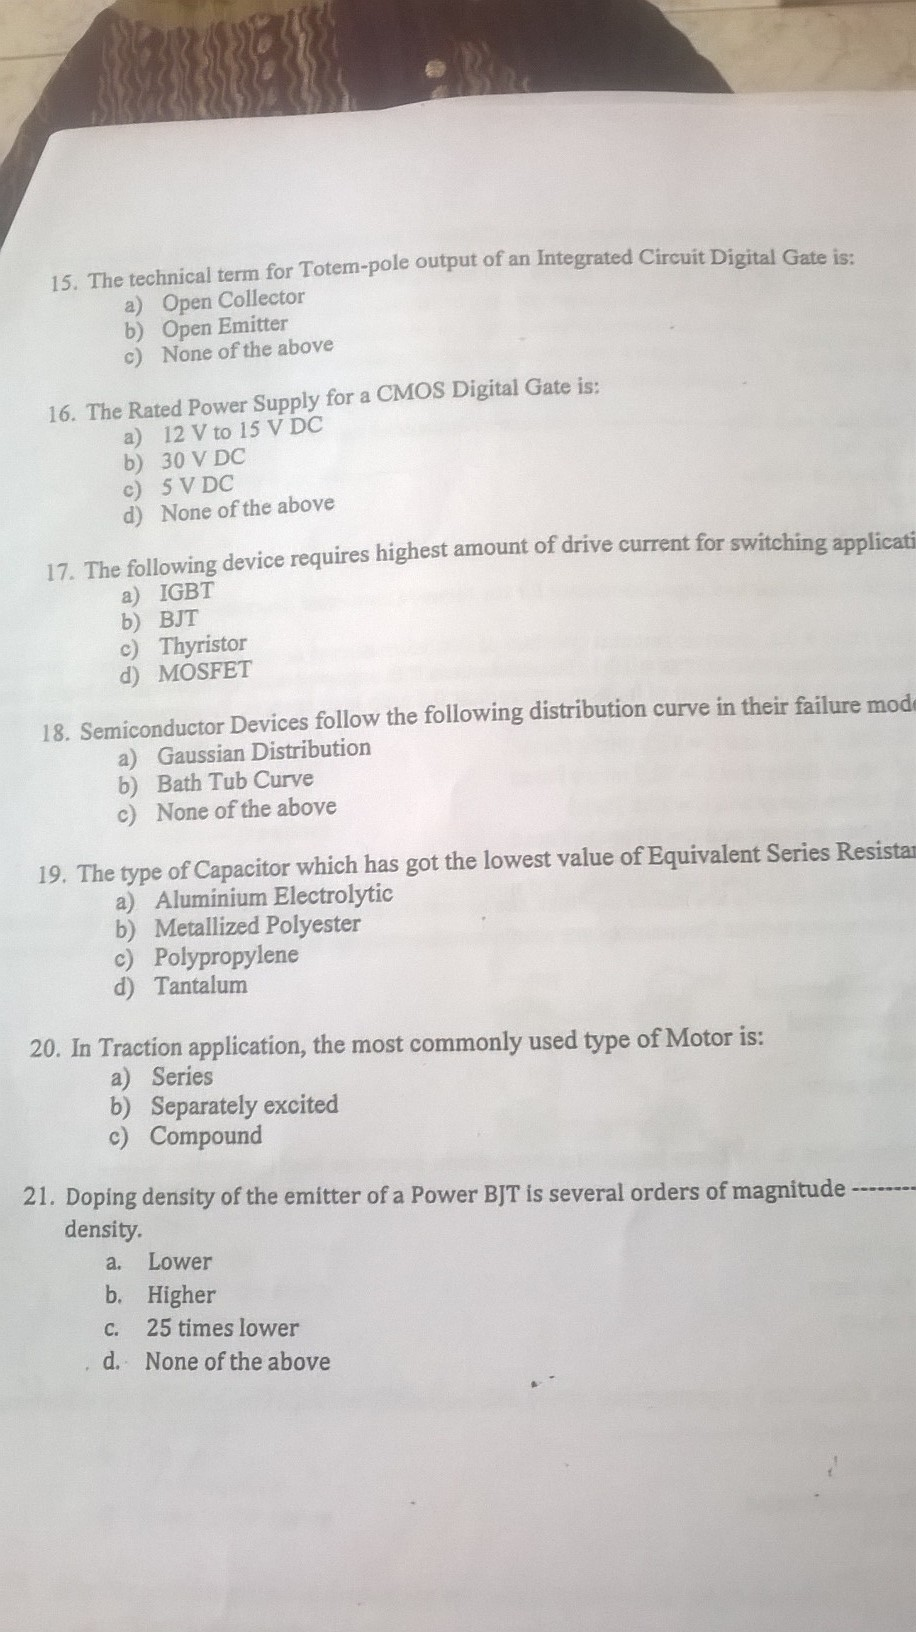 15. The technical term for Totem-pole output of an Integrated Circuit Digital Gate is:
a) Open Collector
b) Open Emitter
c) None of the above
16. The Rated Power Supply for a CMOS Digital Gate is:
a) 12 V to 15 V DC
b) 30 V DC
c) 5 V DC
d) None of the above
17. The following device requires highest amount of drive current for switching applicati
a) IGBT
b) BJT
c) Thyristor
d) MOSFET
18. Semiconductor Devices follow the following distribution curve in their failure mod
a) Gaussian Distribution
b) Bath Tub Curve
c) None of the above
19. The type of Capacitor which has got the lowest value of Equivalent Series Resistan
a) Aluminium Electrolytic
b) Metallized Polyester
c) Polypropylene
d) Tantalum
20. In Traction application, the most commonly used type of Motor is:
a) Series
b) Separately excited
c) Compound
21. Doping density of the emitter of a Power BJT is several orders of magnitude --------
density.
a. Lower
b. Higher
c. 25 times lower
d. None of the above